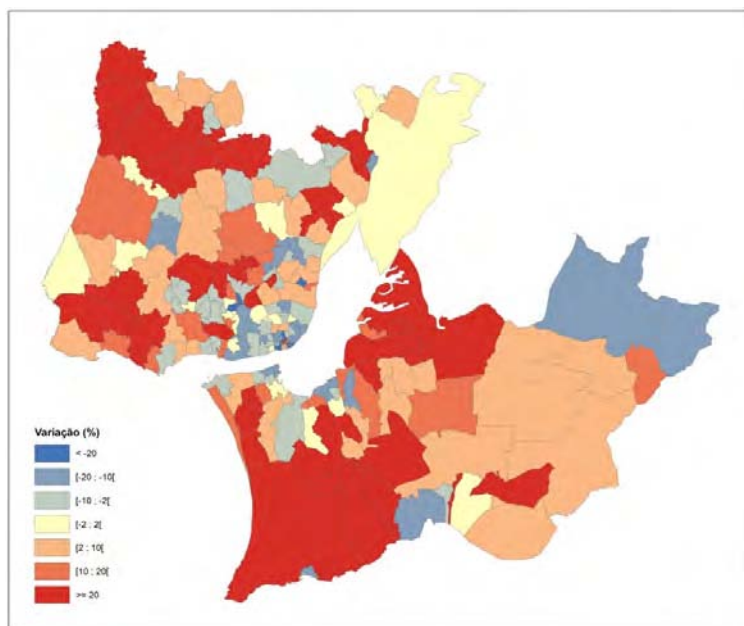 Variação (%)
< -20
[-20 ; -10[
[-10 ; -2[
[-2 ; 2[
[2 ; 10[
[10 ; 20[
>= 20